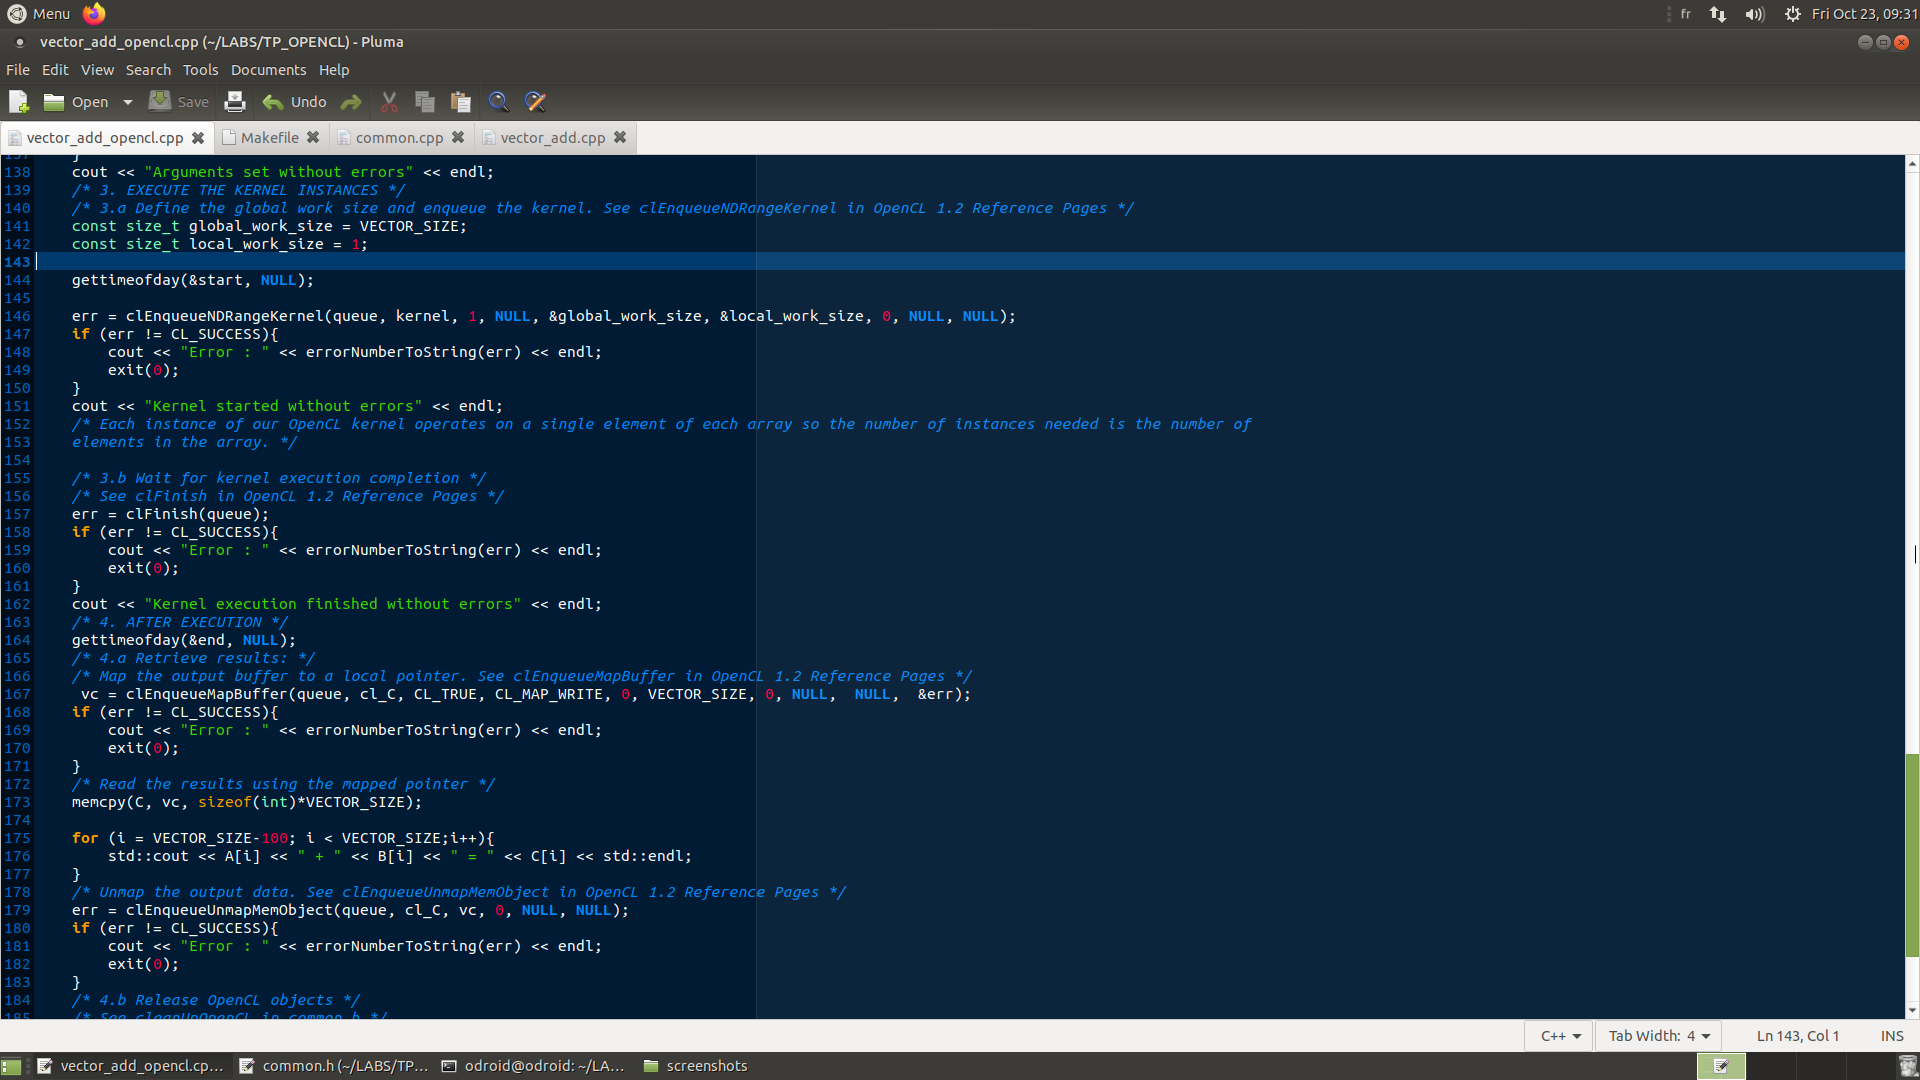 Menu fr Fri Oct 23, 09:31
vector_add_opencl.cpp (~/LABS/TP_OPENCL) - Pluma
File Edit View Search Tools Documents Help
Open Save Undo
vector_add_opencl.cpp Makefile common.cpp vector_add.cpp
137 }
138 cout << "Arguments set without errors" << endl;
139 /* 3. EXECUTE THE KERNEL INSTANCES */
140 /* 3.a Define the global work size and enqueue the kernel. See clEnqueueNDRangeKernel in OpenCL 1.2 Reference Pages */
141 const size_t global_work_size = VECTOR_SIZE;
142 const size_t local_work_size = 1;
143
144 gettimeofday(&start, NULL);
145
146 err = clEnqueueNDRangeKernel(queue, kernel, 1, NULL, &global_work_size, &local_work_size, 0, NULL, NULL);
147 if (err != CL_SUCCESS){
148 cout << "Error : " << errorNumberToString(err) << endl;
149 exit(0);
150 }
151 cout << "Kernel started without errors" << endl;
152 /* Each instance of our OpenCL kernel operates on a single element of each array so the number of instances needed is the number of
153 elements in the array. */
154
155 /* 3.b Wait for kernel execution completion */
156 /* See clFinish in OpenCL 1.2 Reference Pages */
157 err = clFinish(queue);
158 if (err != CL_SUCCESS){
159 cout << "Error : " << errorNumberToString(err) << endl;
160 exit(0);
161 }
162 cout << "Kernel execution finished without errors" << endl;
163 /* 4. AFTER EXECUTION */
164 gettimeofday(&end, NULL);
165 /* 4.a Retrieve results: */
166 /* Map the output buffer to a local pointer. See clEnqueueMapBuffer in OpenCL 1.2 Reference Pages */
167 vc = clEnqueueMapBuffer(queue, cl_C, CL_TRUE, CL_MAP_WRITE, 0, VECTOR_SIZE, 0, NULL, NULL, &err);
168 if (err != CL_SUCCESS){
169 cout << "Error : " << errorNumberToString(err) << endl;
170 exit(0);
171 }
172 /* Read the results using the mapped pointer */
173 memcpy(C, vc, sizeof(int)*VECTOR_SIZE);
174
175 for (i = VECTOR_SIZE-100; i < VECTOR_SIZE;i++){
176 std::cout << A[i] << " + " << B[i] << " = " << C[i] << std::endl;
177 }
178 /* Unmap the output data. See clEnqueueUnmapMemObject in OpenCL 1.2 Reference Pages */
179 err = clEnqueueUnmapMemObject(queue, cl_C, vc, 0, NULL, NULL);
180 if (err != CL_SUCCESS){
181 cout << "Error : " << errorNumberToString(err) << endl;
182 exit(0);
183 }
184 /* 4.b Release OpenCL objects */
185 /* See cleanUpOpenCL in common.h */
C++ Tab Width: 4 Ln 143, Col 1 INS
vector_add_opencl.cp... common.h (~/LABS/TP... odroid@odroid: ~/LA... screenshots